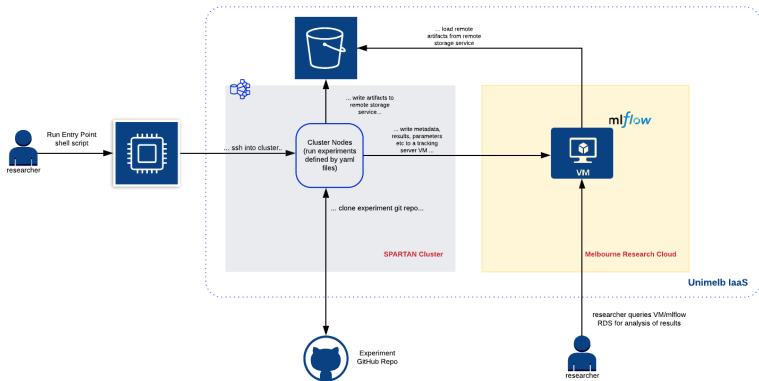 ... load remote
artifacts from remote
storage service
mlflow
... write artifacts to
remote storage
service...
Run Entry Point
shell script
researcher
... ssh into cluster..
Cluster Nodes
(run experiments
defined by yaml
files)
... write metadata,
results, parameters
etc to a tracking
server VM ...
VM
... clone experiment git repo...
SPARTAN Cluster
Melbourne Research Cloud
Unimelb IaaS
researcher queries VM/mlflow
RDS for analysis of results
Experiment
GitHub Repo
researcher